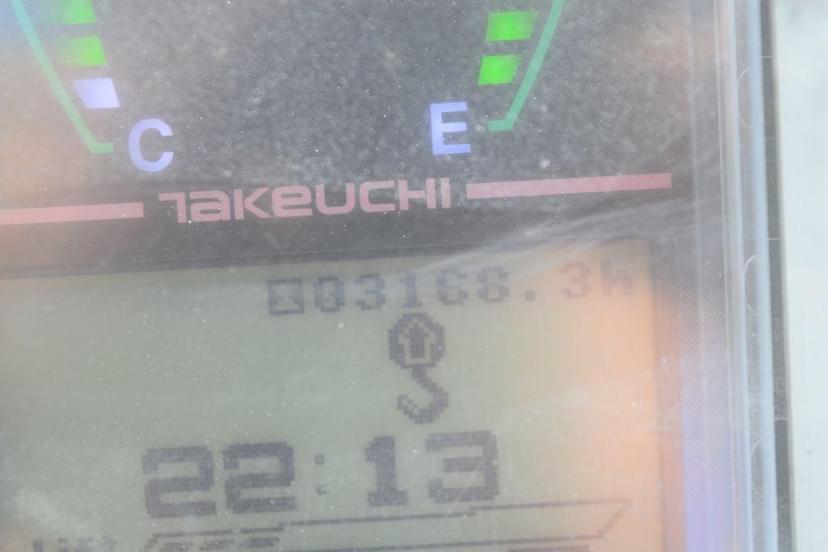 C
E
TAKEUCHI
03168.3h
22:13